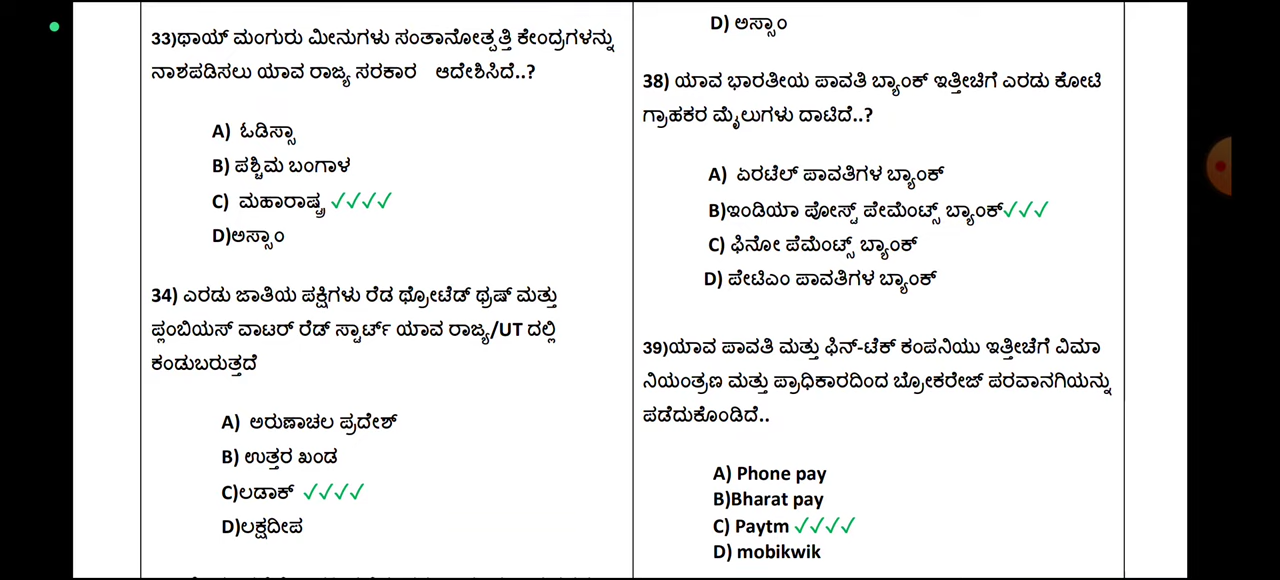 33)ಥಾಯ್ ಮಂಗುರು ಮೀನುಗಳು ಸಂತಾನೋತ್ಪತ್ತಿ ಕೇಂದ್ರಗಳನ್ನು
ನಾಶಪಡಿಸಲು ಯಾವ ರಾಜ್ಯ ಸರಕಾರ ಆದೇಶಿಸಿದೆ..?
A) ಓಡಿಸ್ಸಾ
B) ಪಶ್ಚಿಮ ಬಂಗಾಳ
C) ಮಹಾರಾಷ್ಟ್ರ ✓✓✓✓
D)ಅಸ್ಸಾಂ
34) ಎರಡು ಜಾತಿಯ ಪಕ್ಷಿಗಳು ರೆಡ ಥ್ರೋಟೆಡ್ ಥ್ರಷ್ ಮತ್ತು
ಪ್ಲಂಬಿಯಸ್ ವಾಟರ್ ರೆಡ್ ಸ್ಟಾರ್ಟ್ ಯಾವ ರಾಜ್ಯ/UT ದಲ್ಲಿ
ಕಂಡುಬರುತ್ತದೆ
A) ಅರುಣಾಚಲ ಪ್ರದೇಶ್
B) ಉತ್ತರ ಖಂಡ
C)ಲಡಾಕ್ ✓✓✓✓
D)ಲಕ್ಷದೀಪ
D) ಅಸ್ಸಾಂ
38) ಯಾವ ಭಾರತೀಯ ಪಾವತಿ ಬ್ಯಾಂಕ್ ಇತ್ತೀಚಿಗೆ ಎರಡು ಕೋಟಿ
ಗ್ರಾಹಕರ ಮೈಲುಗಳು ದಾಟಿದೆ..?
A) ಏರಟೆಲ್ ಪಾವತಿಗಳ ಬ್ಯಾಂಕ್
B)ಇಂಡಿಯಾ ಪೋಸ್ಟ್ ಪೇಮೆಂಟ್ಸ್ ಬ್ಯಾಂಕ್✓✓✓
C) ಫಿನೋ ಪೆಮೆಂಟ್ಸ್ ಬ್ಯಾಂಕ್
D) ಪೇಟಿಎಂ ಪಾವತಿಗಳ ಬ್ಯಾಂಕ್
39)ಯಾವ ಪಾವತಿ ಮತ್ತು ಫಿನ್-ಟೆಕ್ ಕಂಪನಿಯು ಇತ್ತೀಚೆಗೆ ವಿಮಾ
ನಿಯಂತ್ರಣ ಮತ್ತು ಪ್ರಾಧಿಕಾರದಿಂದ ಬ್ರೋಕರೇಜ್ ಪರವಾನಗಿಯನ್ನು
ಪಡೆದುಕೊಂಡಿದೆ..
A) Phone pay
B)Bharat pay
C) Paytm ✓✓✓✓
D) mobikwik